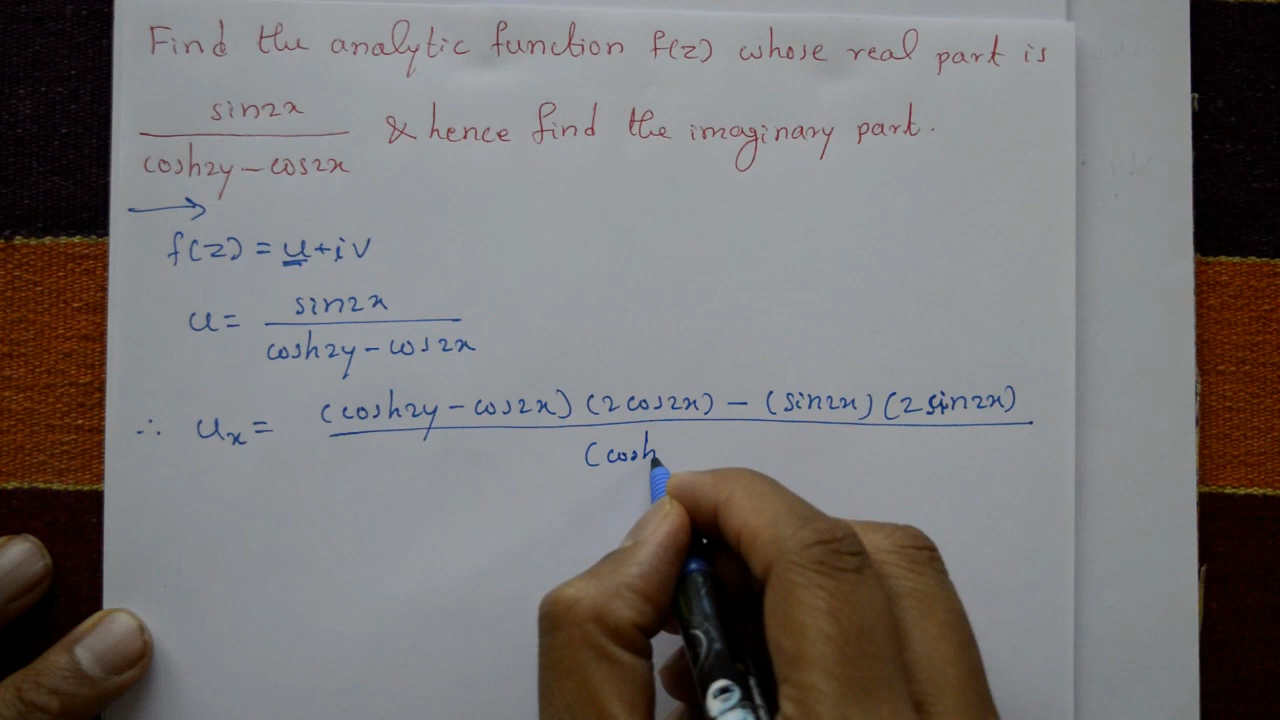 Find the analytic function f(z) whose real part is
sin2x / cosh2y - cos2x & hence find the imaginary part.
→
f(z) = u + iv
u = sin2x / cosh2y - cos2x
∴ uₓ = (cosh2y - cos2x) (2cos2x) - (sin2x) (2sin2x) / (cosh